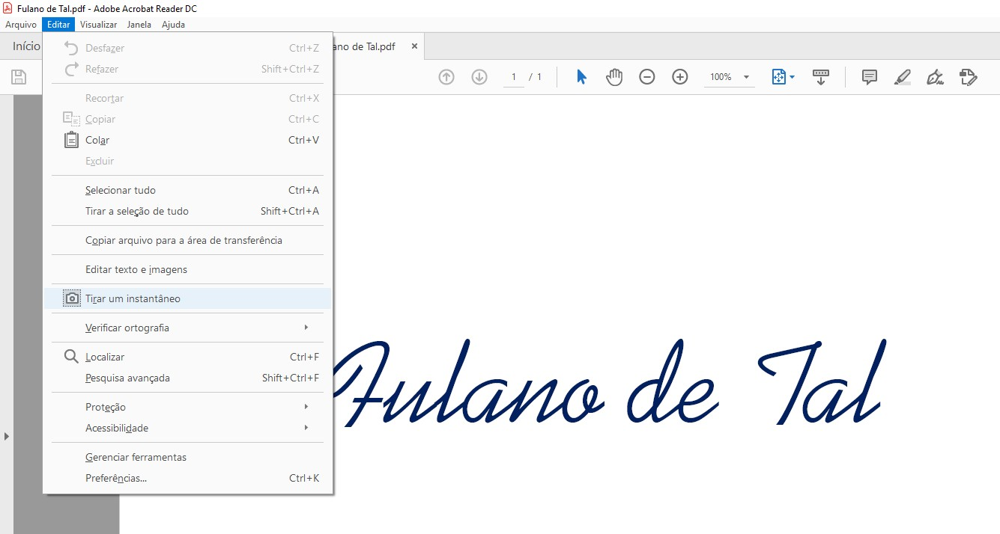 Fulano de Tal.pdf - Adobe Acrobat Reader DC
Arquivo Editar Visualizar Janela Ajuda
Início
ano de Tal.pdf ×
1 / 1
100%
Desfazer Ctrl+Z
Refazer Shift+Ctrl+Z
Recortar Ctrl+X
Copiar Ctrl+C
Colar Ctrl+V
Excluir
Selecionar tudo Ctrl+A
Tirar a seleção de tudo Shift+Ctrl+A
Copiar arquivo para a área de transferência
Editar texto e imagens
Tirar um instantâneo
Verificar ortografia
Localizar Ctrl+F
Pesquisa avançada Shift+Ctrl+F
Proteção
Acessibilidade
Gerenciar ferramentas
Preferências... Ctrl+K
Fulano de Tal